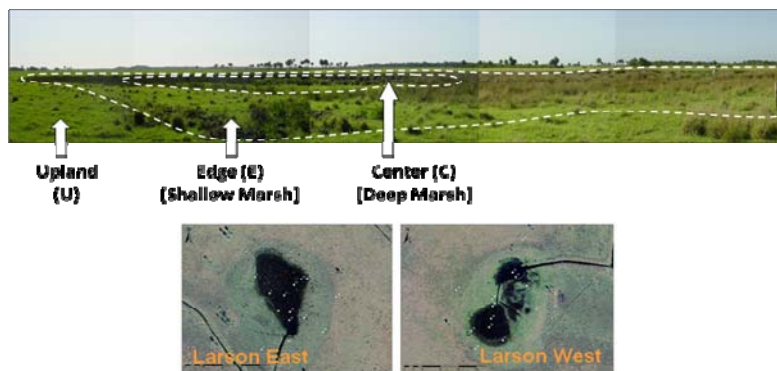 Upland
(U)
Edge (E)
[Shallow Marsh]
Center (C)
[Deep Marsh]
Larson East
Larson West